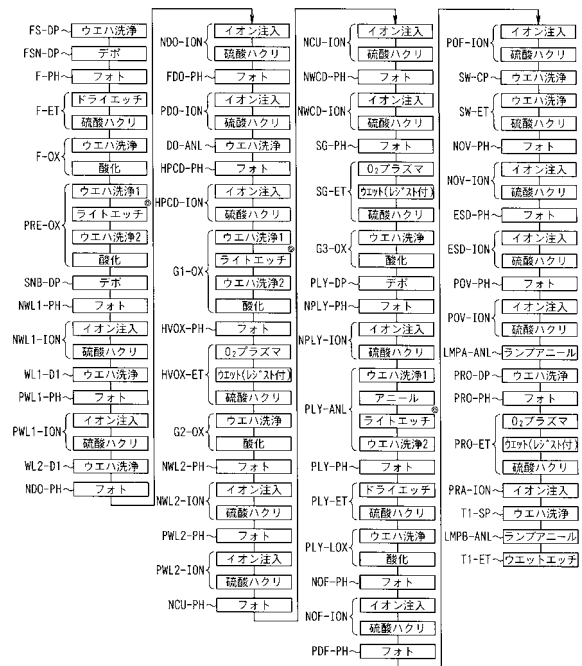 FS-DP ウエハ洗浄
FSN-DP デポ
F-PH フォト
F-ET ドライエッチ
硫酸ハクリ
F-OX ウエハ洗浄
酸化
PRE-OX ウエハ洗浄1
◎
ライトエッチ
ウエハ洗浄2
酸化
SNB-DP デポ
NWL1-PH フォト
NWL1-ION イオン注入
硫酸ハクリ
WL1-D1 ウエハ洗浄
PWL1-PH フォト
PWL1-ION イオン注入
硫酸ハクリ
WL2-D1 ウエハ洗浄
NDO-PH フォト
NDO-ION イオン注入
硫酸ハクリ
FDO-PH フォト
PDO-ION イオン注入
硫酸ハクリ
DO-ANL ウエハ洗浄
HPCD-PH フォト
HPCD-ION イオン注入
硫酸ハクリ
G1-OX ウエハ洗浄1
◎
ライトエッチ
ウエハ洗浄2
酸化
HVOX-PH フォト
HVOX-ET O₂プラズマ
ウエット(レジスト付)
硫酸ハクリ
G2-OX ウエハ洗浄
酸化
NWL2-PH フォト
NWL2-ION イオン注入
硫酸ハクリ
PWL2-PH フォト
PWL2-ION イオン注入
硫酸ハクリ
NCU-PH フォト
NCU-ION イオン注入
硫酸ハクリ
NWCD-PH フォト
NWCD-ION イオン注入
硫酸ハクリ
SG-PH フォト
SG-ET O₂プラズマ
ウエット(レジスト付)
硫酸ハクリ
G3-OX ウエハ洗浄
酸化
PLY-DP デポ
NPLY-PH フォト
NPLY-ION イオン注入
硫酸ハクリ
PLY-ANL ウエハ洗浄1
アニール
◎
ライトエッチ
ウエハ洗浄2
PLY-PH フォト
PLY-ET ドライエッチ
硫酸ハクリ
PLY-LOX ウエハ洗浄
酸化
NOF-PH フォト
NOF-ION イオン注入
硫酸ハクリ
PDF-PH フォト
POF-ION イオン注入
硫酸ハクリ
SW-CP ウエハ洗浄
SW-ET ウエハ洗浄
硫酸ハクリ
NOV-PH フォト
NOV-ION イオン注入
硫酸ハクリ
ESD-PH フォト
ESD-ION イオン注入
硫酸ハクリ
POV-PH フォト
POV-ION イオン注入
硫酸ハクリ
LMPA-ANL ランプアニール
PRO-DP ウエハ洗浄
PRO-PH フォト
PRO-ET O₂プラズマ
ウエット(レジスト付)
硫酸ハクリ
PRA-ION イオン注入
T1-SP ウエハ洗浄
LMPB-ANL ランプアニール
T1-ET ウエットエッチ